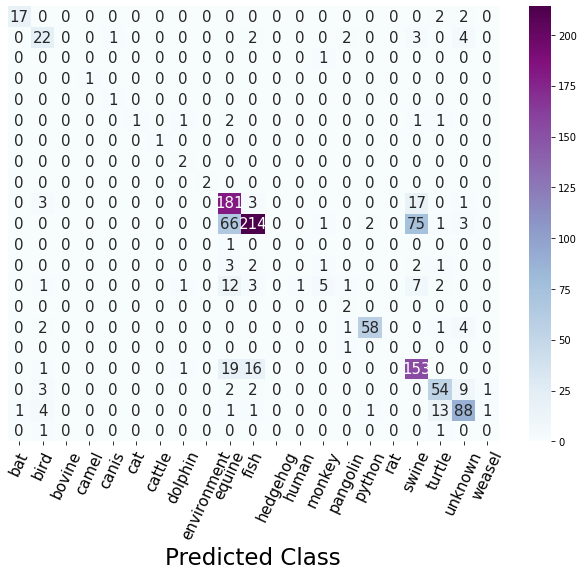 17 0 0 0 0 0 0 0 0 0 0 0 0 0 0 0 0 0 2 2 0
0 22 0 0 1 0 0 0 0 0 2 0 0 0 2 0 0 3 0 4 0
0 0 0 0 0 0 0 0 0 0 0 0 0 1 0 0 0 0 0 0 0
0 0 0 1 0 0 0 0 0 0 0 0 0 0 0 0 0 0 0 0 0
0 0 0 0 1 0 0 0 0 0 0 0 0 0 0 0 0 0 0 0 0
0 0 0 0 0 1 0 1 0 2 0 0 0 0 0 0 0 1 1 0 0
0 0 0 0 0 0 1 0 0 0 0 0 0 0 0 0 0 0 0 0 0
0 0 0 0 0 0 0 2 0 0 0 0 0 0 0 0 0 0 0 0 0
0 0 0 0 0 0 0 0 2 0 0 0 0 0 0 0 0 0 0 0 0
0 3 0 0 0 0 0 0 0 181 3 0 0 0 0 0 0 17 0 1 0
0 0 0 0 0 0 0 0 0 66 214 0 0 1 0 2 0 75 1 3 0
0 0 0 0 0 0 0 0 0 1 0 0 0 0 0 0 0 0 0 0 0
0 0 0 0 0 0 0 0 0 3 2 0 0 1 0 0 0 2 1 0 0
0 1 0 0 0 0 0 1 0 12 3 0 1 5 1 0 0 7 2 0 0
0 0 0 0 0 0 0 0 0 0 0 0 0 0 2 0 0 0 0 0 0
0 2 0 0 0 0 0 0 0 0 0 0 0 0 1 58 0 0 1 4 0
0 0 0 0 0 0 0 0 0 0 0 0 0 0 1 0 0 0 0 0 0
0 1 0 0 0 0 0 1 0 19 16 0 0 0 0 0 0 153 0 0 0
0 3 0 0 0 0 0 0 0 2 2 0 0 0 0 0 0 0 54 9 1
1 4 0 0 0 0 0 0 0 1 1 0 0 0 0 1 0 0 13 88 1
0 1 0 0 0 0 0 0 0 0 0 0 0 0 0 0 0 0 1 0 0
bat bird bovine camel canis cat cattle dolphin environment equine fish hedgehog human monkey pangolin python rat swine turtle unknown weasel
Predicted Class
200
175
150
125
100
75
50
25
0